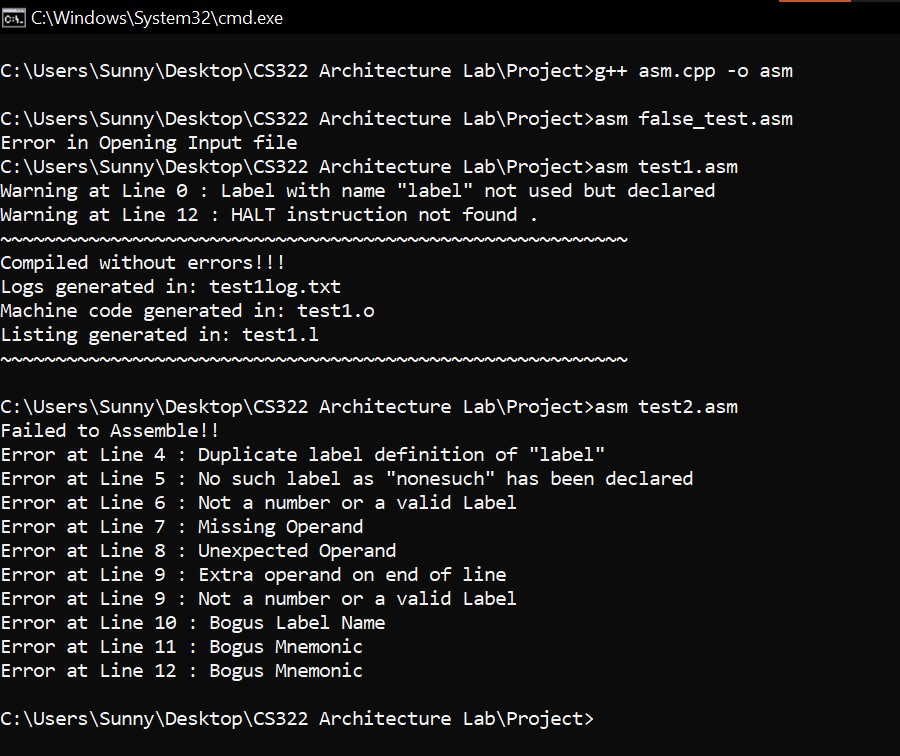 C:\Windows\System32\cmd.exe
C:\Users\Sunny\Desktop\CS322 Architecture Lab\Project>g++ asm.cpp -o asm
C:\Users\Sunny\Desktop\CS322 Architecture Lab\Project>asm false_test.asm
Error in Opening Input file
C:\Users\Sunny\Desktop\CS322 Architecture Lab\Project>asm test1.asm
Warning at Line 0 : Label with name "label" not used but declared
Warning at Line 12 : HALT instruction not found .
~~~~~~~~~~~~~~~~~~~~~~~~~~~~~~~~~~~~~~~~~~~~~~~~~~~~~~~~~
Compiled without errors!!!
Logs generated in: test1log.txt
Machine code generated in: test1.o
Listing generated in: test1.l
~~~~~~~~~~~~~~~~~~~~~~~~~~~~~~~~~~~~~~~~~~~~~~~~~~~~~~~~~
C:\Users\Sunny\Desktop\CS322 Architecture Lab\Project>asm test2.asm
Failed to Assemble!!
Error at Line 4 : Duplicate label definition of "label"
Error at Line 5 : No such label as "nonesuch" has been declared
Error at Line 6 : Not a number or a valid Label
Error at Line 7 : Missing Operand
Error at Line 8 : Unexpected Operand
Error at Line 9 : Extra operand on end of line
Error at Line 9 : Not a number or a valid Label
Error at Line 10 : Bogus Label Name
Error at Line 11 : Bogus Mnemonic
Error at Line 12 : Bogus Mnemonic
C:\Users\Sunny\Desktop\CS322 Architecture Lab\Project>